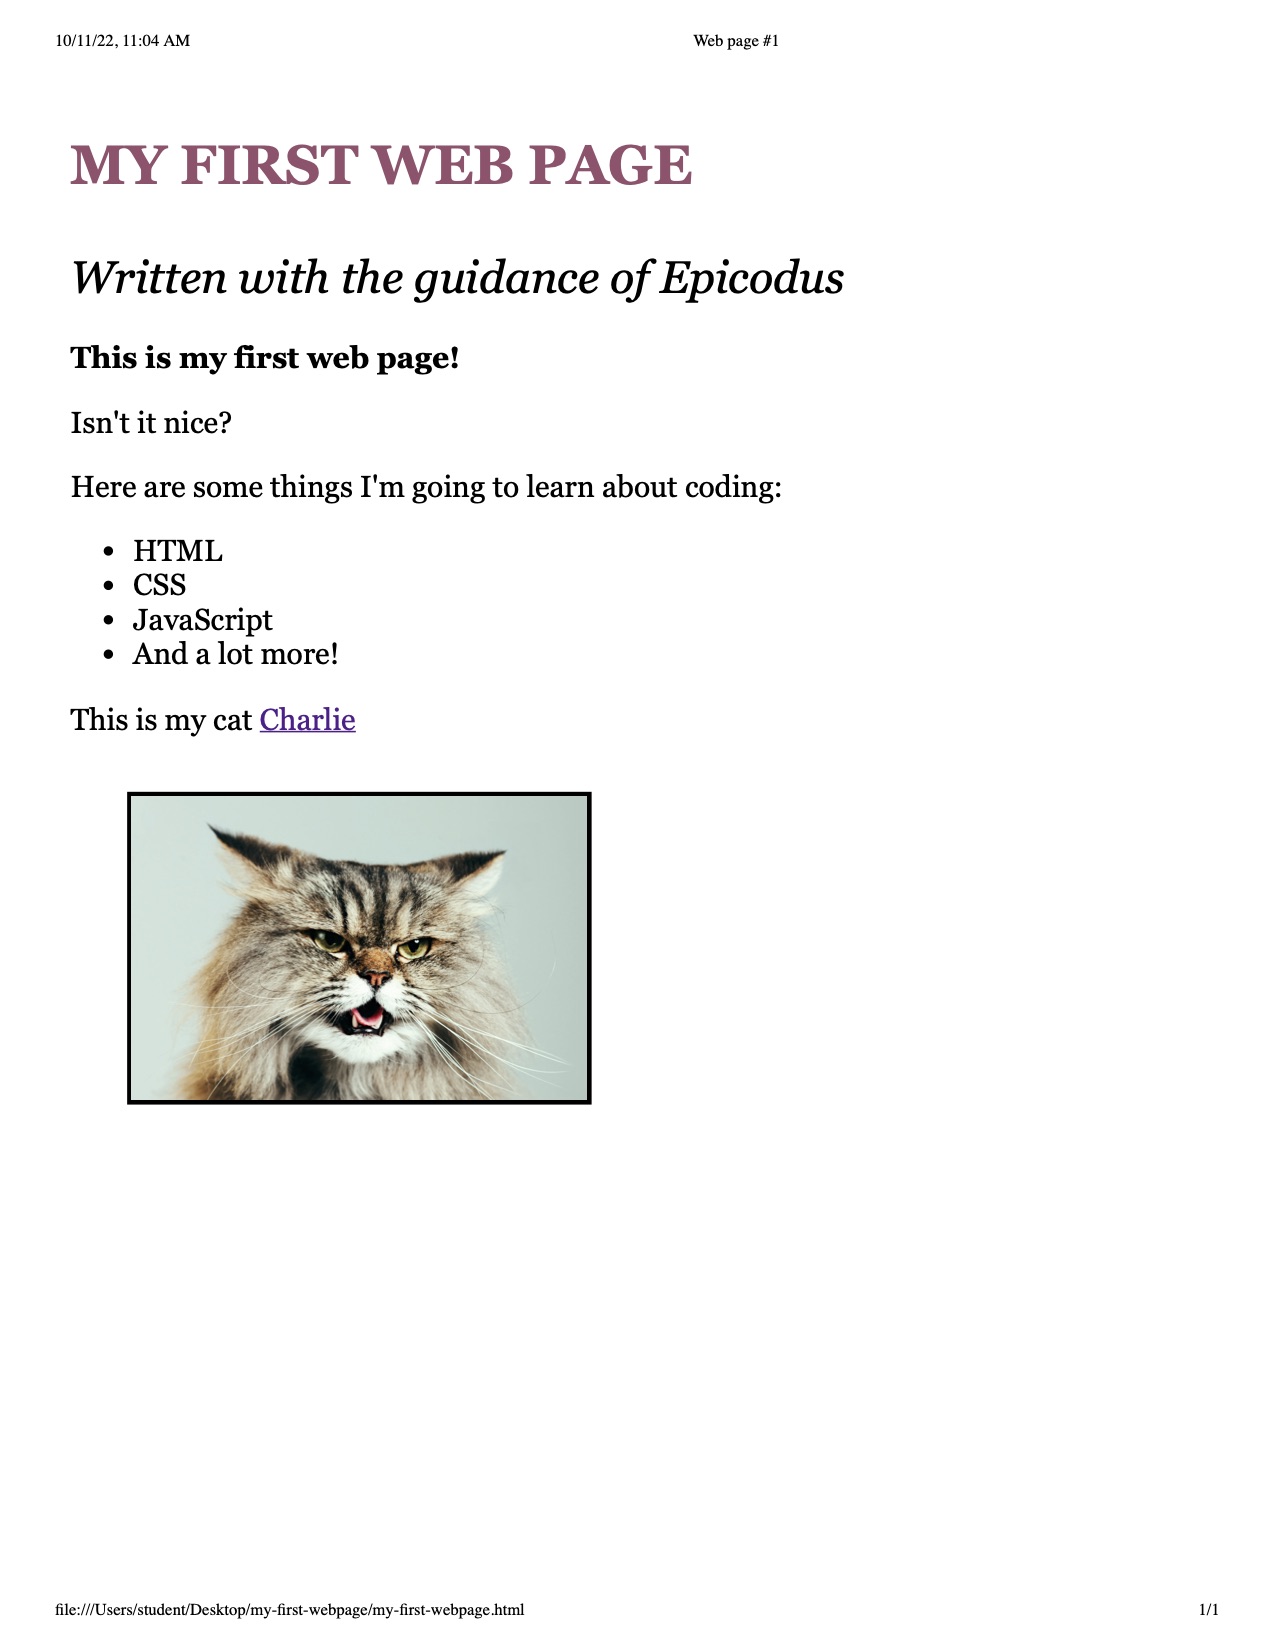 10/11/22, 11:04 AM
Web page #1
MY FIRST WEB PAGE
Written with the guidance of Epicodus
This is my first web page!
Isn't it nice?
Here are some things I'm going to learn about coding:
• HTML
• CSS
• JavaScript
• And a lot more!
This is my cat Charlie
file:///Users/student/Desktop/my-first-webpage/my-first-webpage.html
1/1